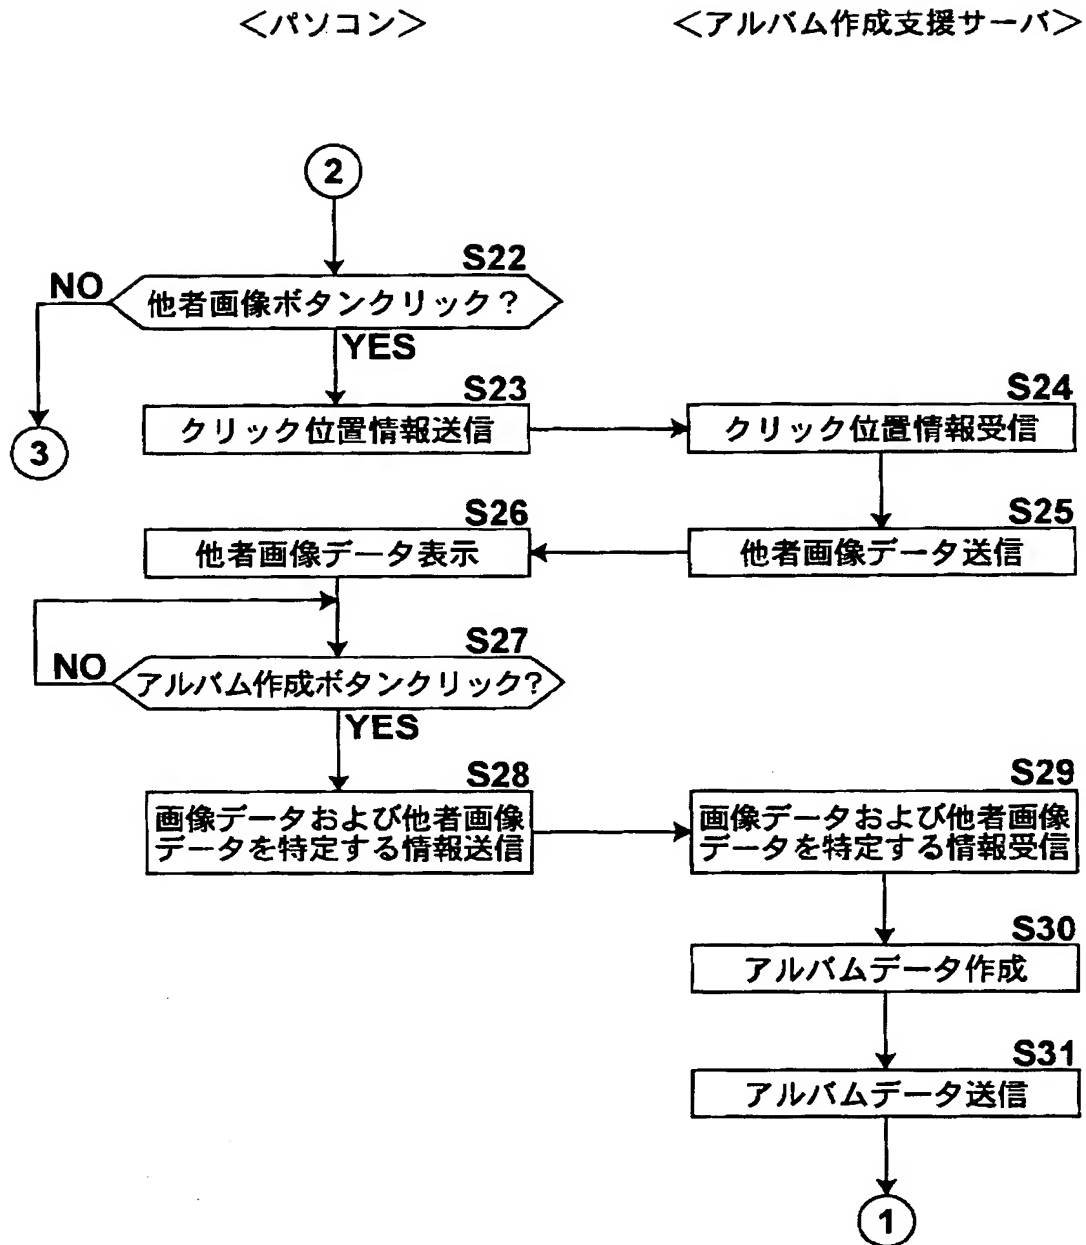 <パソコン>
<アルバム作成支援サーバ>
2
S22
NO
他者画像ボタンクリック?
YES
S23
クリック位置情報送信
S24
クリック位置情報受信
3
S26
他者画像データ表示
S25
他者画像データ送信
S27
NO
アルバム作成ボタンクリック?
YES
S28
画像データおよび他者画像
データを特定する情報送信
S29
画像データおよび他者画像
データを特定する情報受信
S30
アルバムデータ作成
S31
アルバムデータ送信
1